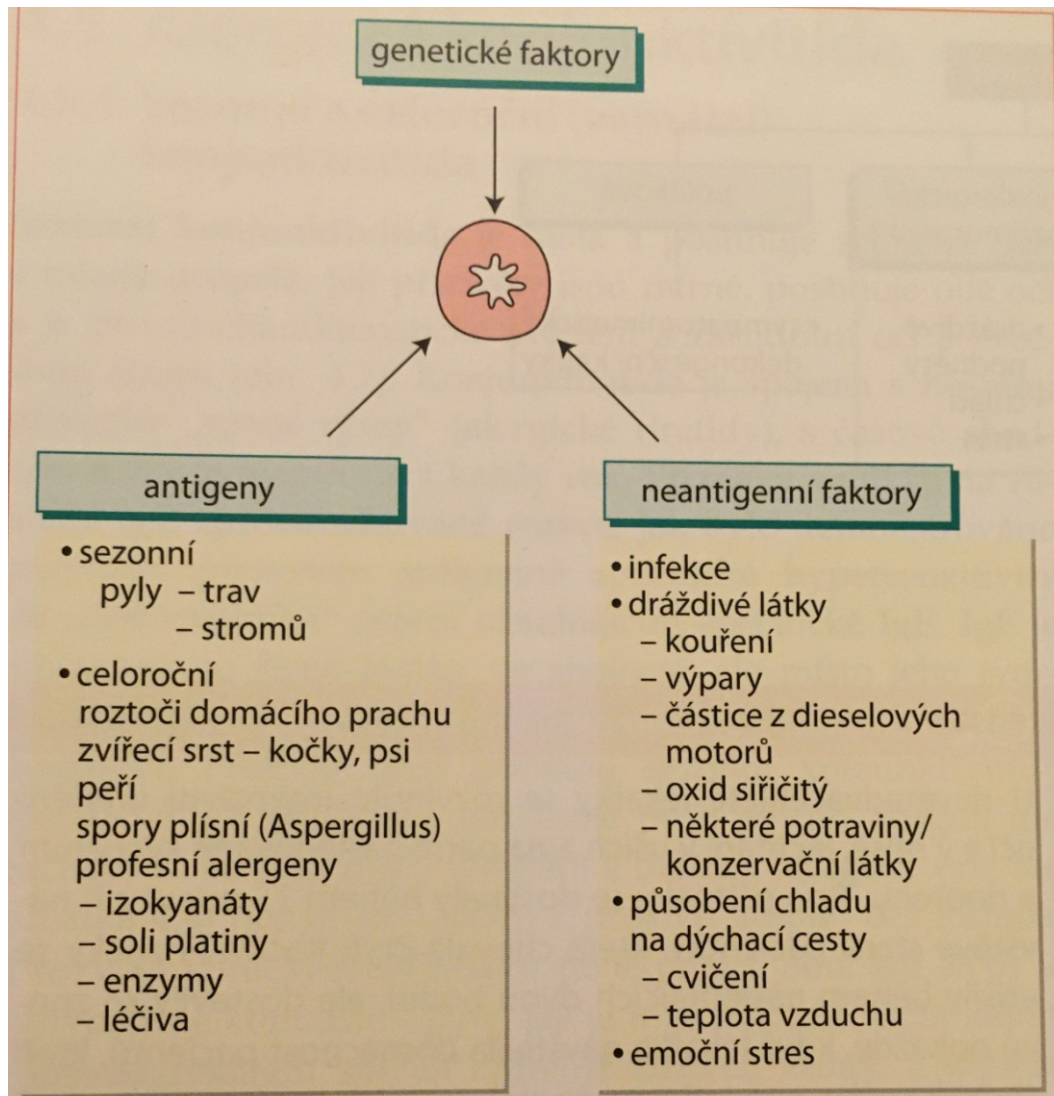 genetické faktory
antigeny
• sezonní
pyly – trav
– stromů
• celoroční
roztoči domácího prachu
zvířecí srst – kočky, psi
peří
spory plísní (Aspergillus)
profesní alergeny
– izokyanáty
– soli platiny
– enzymy
– léčiva
neantigenní faktory
• infekce
• dráždivé látky
– kouření
– výpary
– částice z dieselových
motorů
– oxid siřičitý
– některé potraviny/
konzervační látky
• působení chladu
na dýchací cesty
– cvičení
– teplota vzduchu
• emoční stres